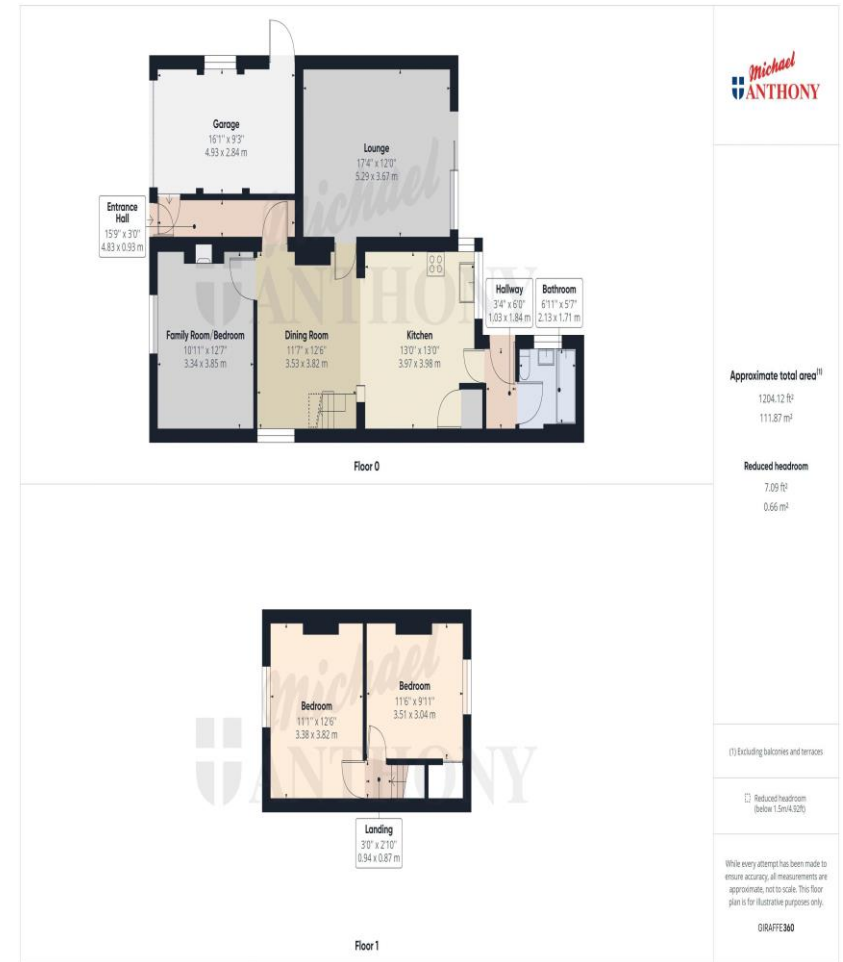 Garage
16'1" x 9'3"
4.93 x 2.84 m
Lounge
17'4" x 12'0"
5.29 x 3.67 m
Entrance
Hall
15'9" x 3'0"
4.83 x 0.93 m
Family Room/Bedroom
10'11" x 12'7"
3.34 x 3.85 m
Dining Room
11'7" x 12'6"
3.53 x 3.82 m
Kitchen
13'0" x 13'0"
3.97 x 3.98 m
Hallway
3'4" x 6'0"
1.03 x 1.84 m
Bathroom
6'11" x 5'7"
2.13 x 1.71 m
Michael
ANTHONY
Floor 0
Bedroom
11'1" x 12'6"
3.38 x 3.82 m
Bedroom
11'6" x 9'11"
3.51 x 3.04 m
Landing
3'0" x 2'10"
0.94 x 0.87 m
Michael
ANTHONY
Floor 1
Michael
ANTHONY
Approximate total area(1)
1204.12 ft²
111.87 m²
Reduced headroom
7.09 ft²
0.66 m²
(1) Excluding balconies and terraces
Reduced headroom
(below 1.5m/4.92ft)
While every attempt has been made to
ensure accuracy, all measurements are
approximate, not to scale. This floor
plan is for illustrative purposes only.
GIRAFFE360